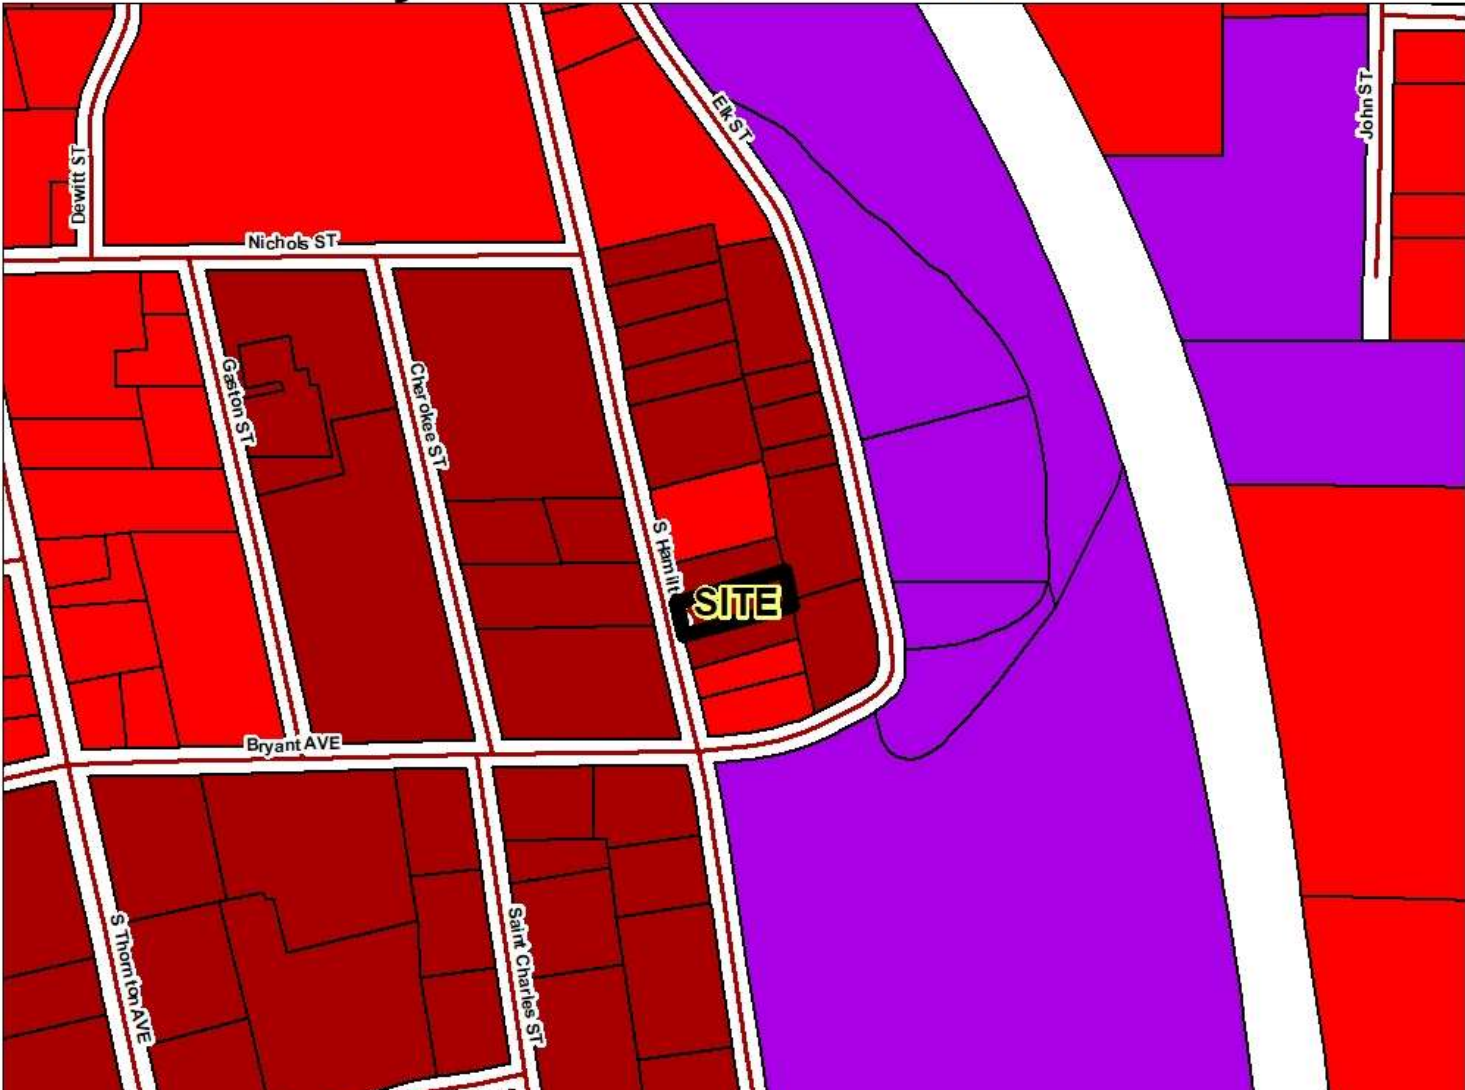 Elk ST
John ST
Dewitt ST
Nichols ST
Gaston ST
Cherokee ST
S Hamilt
SITE
Bryant AVE
S Thornton AVE
Saint Charles ST